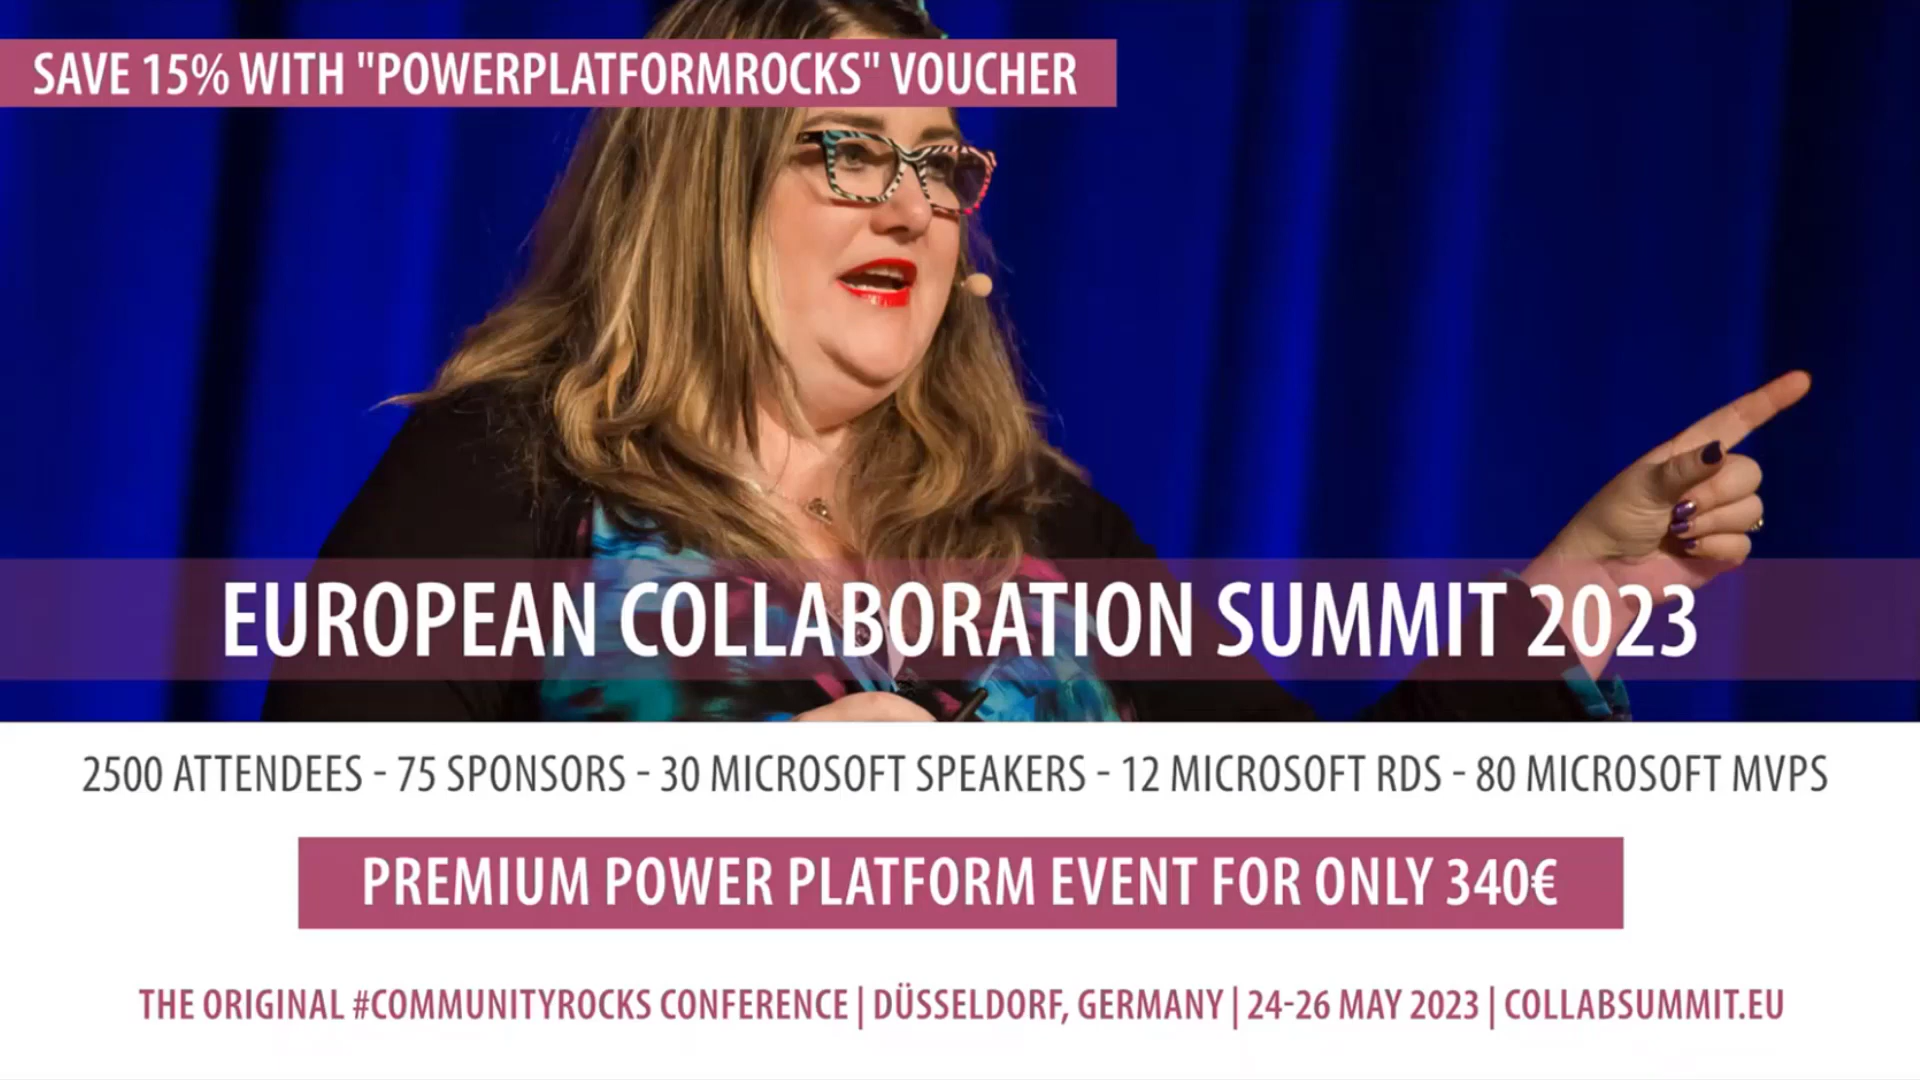 SAVE 15% WITH "POWERPLATFORMROCKS" VOUCHER
EUROPEAN COLLABORATION SUMMIT 2023
2500 ATTENDEES - 75 SPONSORS - 30 MICROSOFT SPEAKERS - 12 MICROSOFT RDS - 80 MICROSOFT MVPS
PREMIUM POWER PLATFORM EVENT FOR ONLY 340€
THE ORIGINAL #COMMUNITYROCKS CONFERENCE | DÜSSELDORF, GERMANY | 24-26 MAY 2023 | COLLABSUMMIT.EU